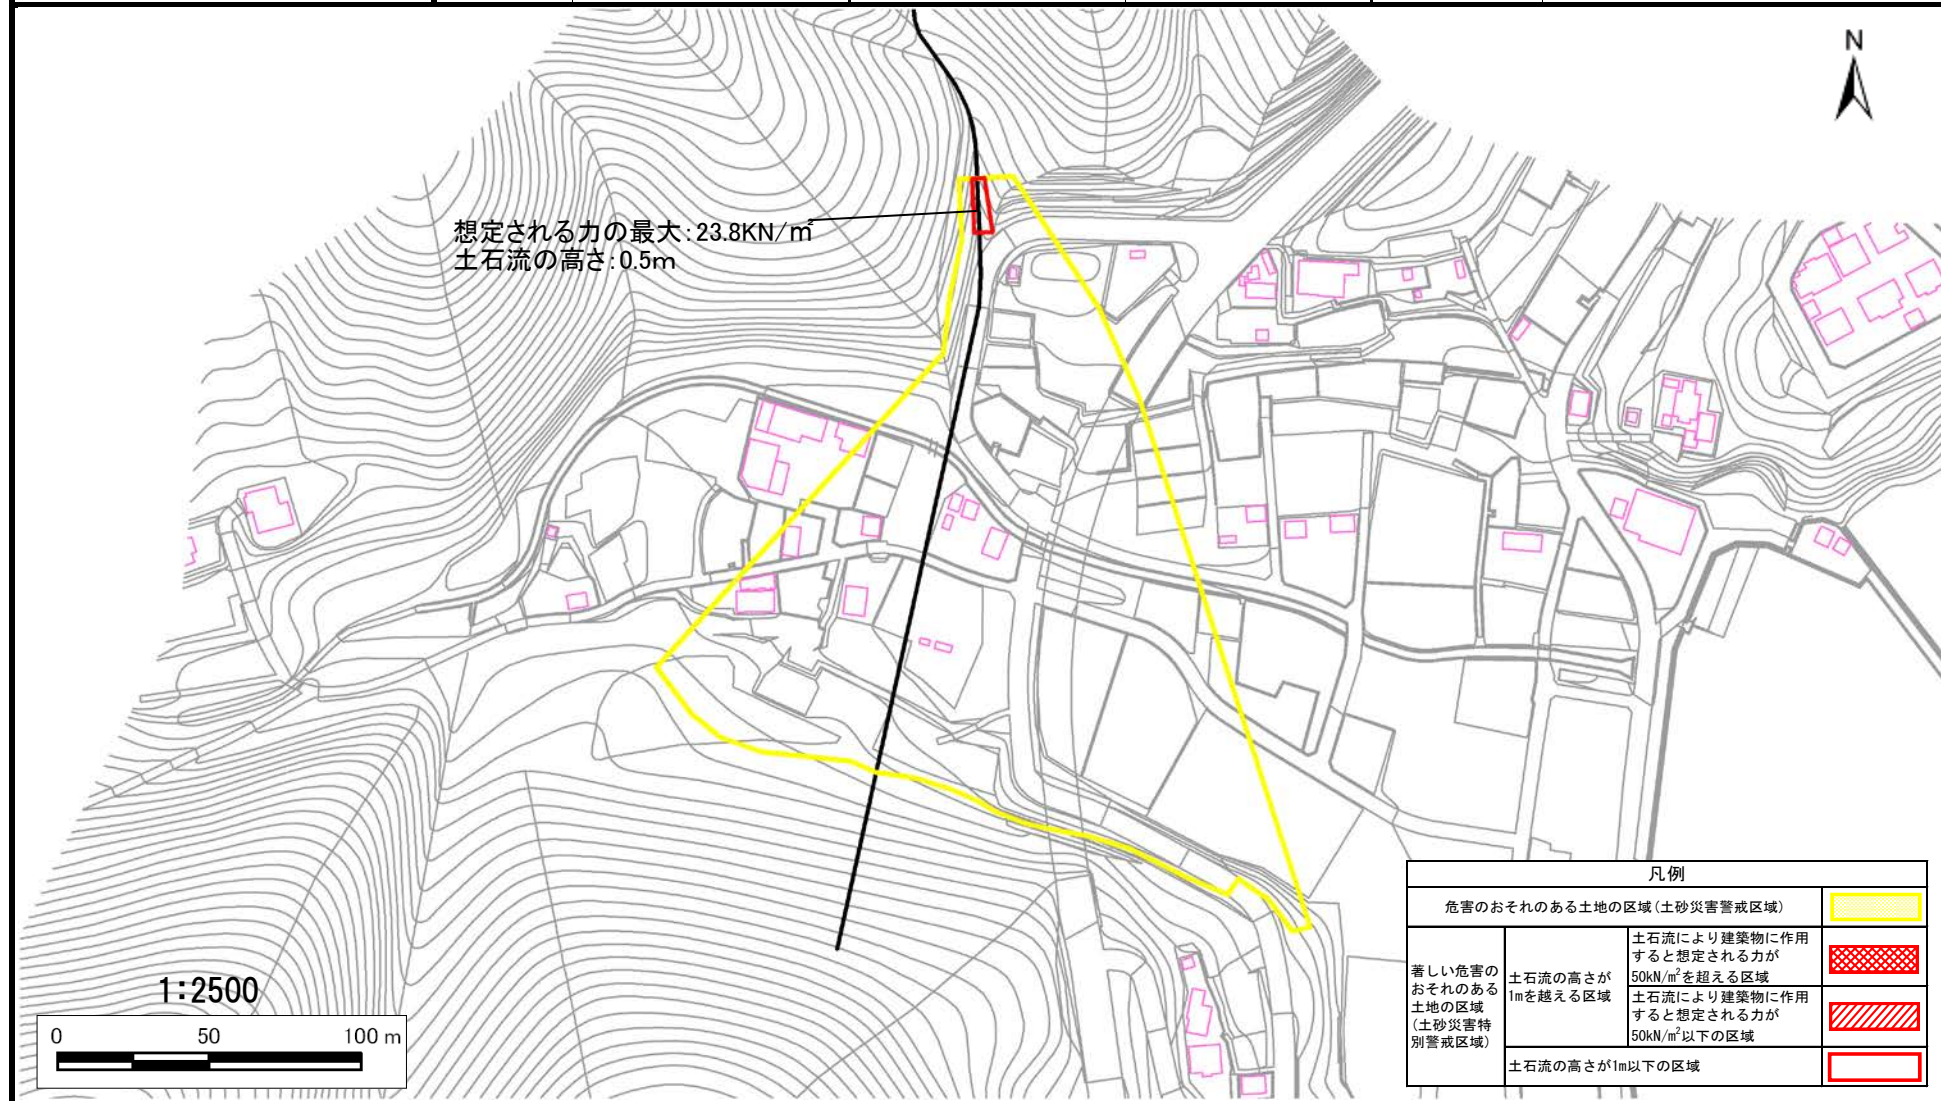 N
想定される力の最大:23.8KN/㎡
土石流の高さ:0.5m
1:2500
0 50 100 m
凡例
危害のおそれのある土地の区域(土砂災害警戒区域)
著しい危害の
おそれのある
土地の区域
(土砂災害特
別警戒区域)
土石流の高さが
1mを越える区域
土石流により建築物に作用
すると想定される力が
50kN/㎡を超える区域
土石流により建築物に作用
すると想定される力が
50kN/㎡以下の区域
土石流の高さが1m以下の区域